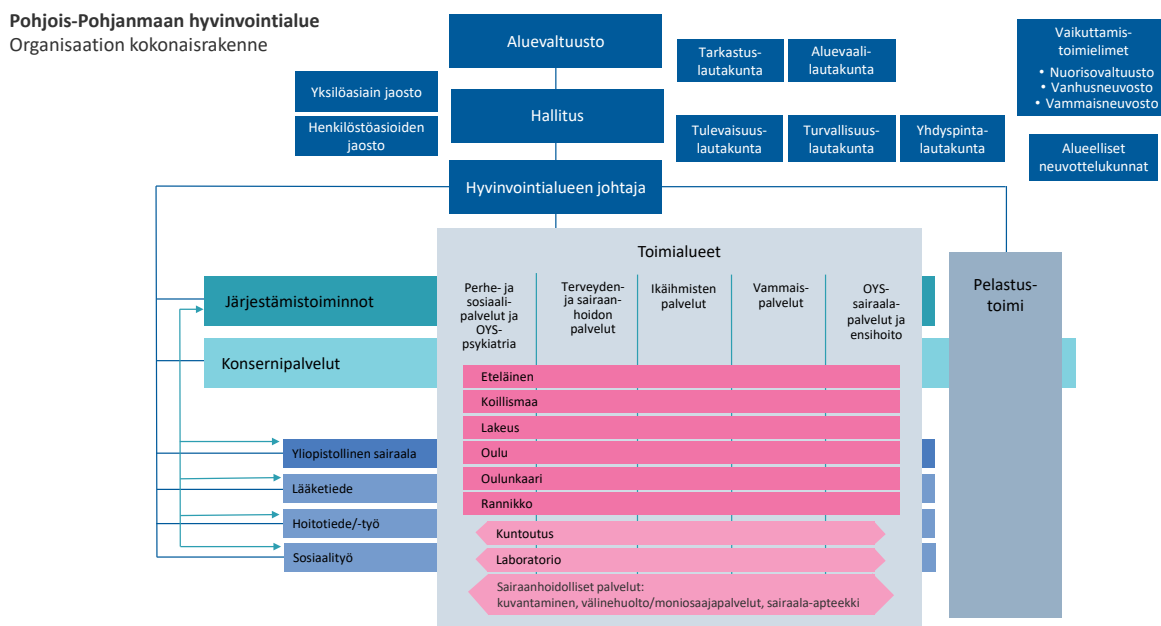 Pohjois-Pohjanmaan hyvinvointialue
Organisaation kokonaisrakenne
Aluevaltuusto
Tarkastus-
lautakunta
Aluevaali-
lautakunta
Vaikuttamis-
toimielimet
• Nuorisovaltuusto
• Vanhusneuvosto
• Vammaisneuvosto
Yksilöasiain jaosto
Henkilöstöasioiden
jaosto
Hallitus
Tulevaisuus-
lautakunta
Turvallisuus-
lautakunta
Yhdyspinta-
lautakunta
Alueelliset
neuvottelukunnat
Hyvinvointialueen johtaja
Toimialueet
Perhe- ja
sosiaali-
palvelut ja
OYS-
psykiatria
Terveyden-
ja sairaan-
hoidon
palvelut
Ikäihmisten
palvelut
Vammais-
palvelut
OYS-
sairaala-
palvelut ja
ensihoito
Pelastus-
toimi
Järjestämistoiminnot
Konsernipalvelut
Eteläinen
Koillismaa
Lakeus
Oulu
Oulunkaari
Rannikko
Yliopistollinen sairaala
Lääketiede
Hoitotiede/-työ
Sosiaalityö
Kuntoutus
Laboratorio
Sairaanhoidolliset palvelut:
kuvantaminen, välinehuolto/moniosaajapalvelut, sairaala-apteekki